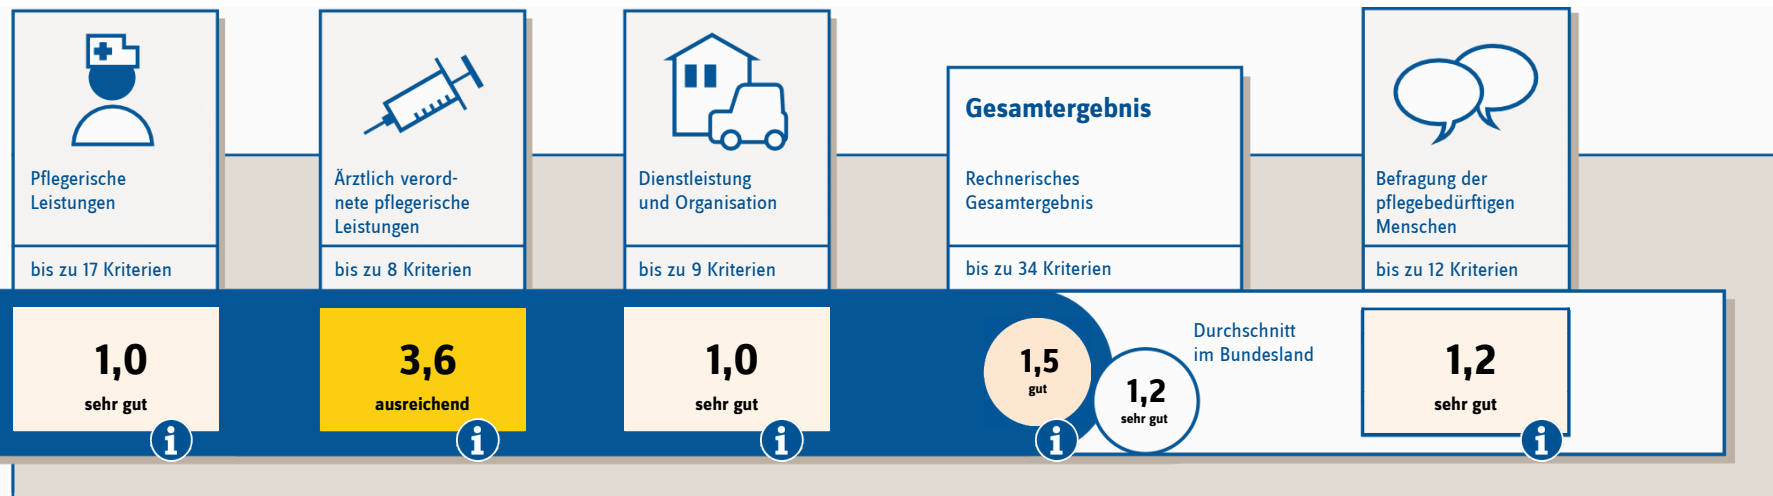 Pflegerische
Leistungen
bis zu 17 Kriterien
1,0
sehr gut
i
Ärztlich verord-
nete pflegerische
Leistungen
bis zu 8 Kriterien
3,6
ausreichend
i
Dienstleistung
und Organisation
bis zu 9 Kriterien
1,0
sehr gut
i
Gesamtergebnis
Rechnerisches
Gesamtergebnis
bis zu 34 Kriterien
1,5
gut
i
Durchschnitt
im Bundesland
1,2
sehr gut
Befragung der
pflegebedürftigen
Menschen
bis zu 12 Kriterien
1,2
sehr gut
i